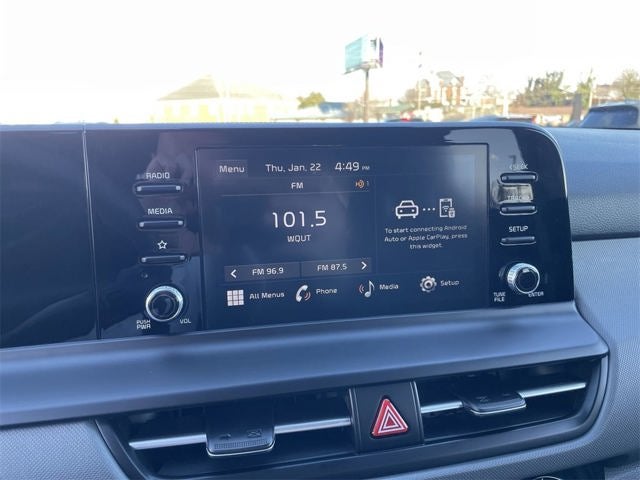 RADIO
MEDIA
PUSH
PWR
VOL
Menu
Thu, Jan, 22
4:49 PM
FM
1
101.5
WQUT
FM 96.9
FM 87.5
To start connecting Android
Auto or Apple CarPlay, press
this widget.
All Menus
Phone
Media
Setup
SEEK
SETUP
TUNE
FILE
ENTER